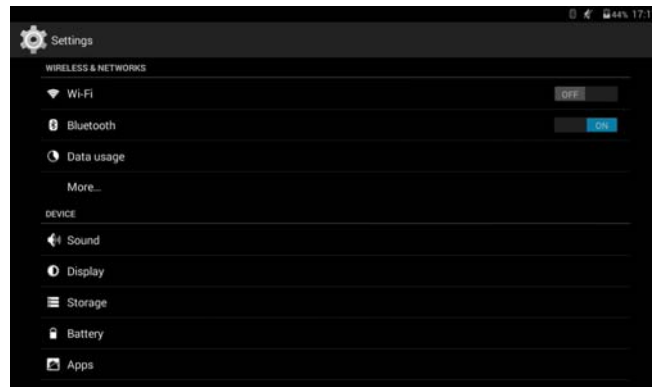 44% 17:1
Settings
WIRELESS & NETWORKS
Wi-Fi
OFF
Bluetooth
ON
Data usage
More...
DEVICE
Sound
Display
Storage
Battery
Apps